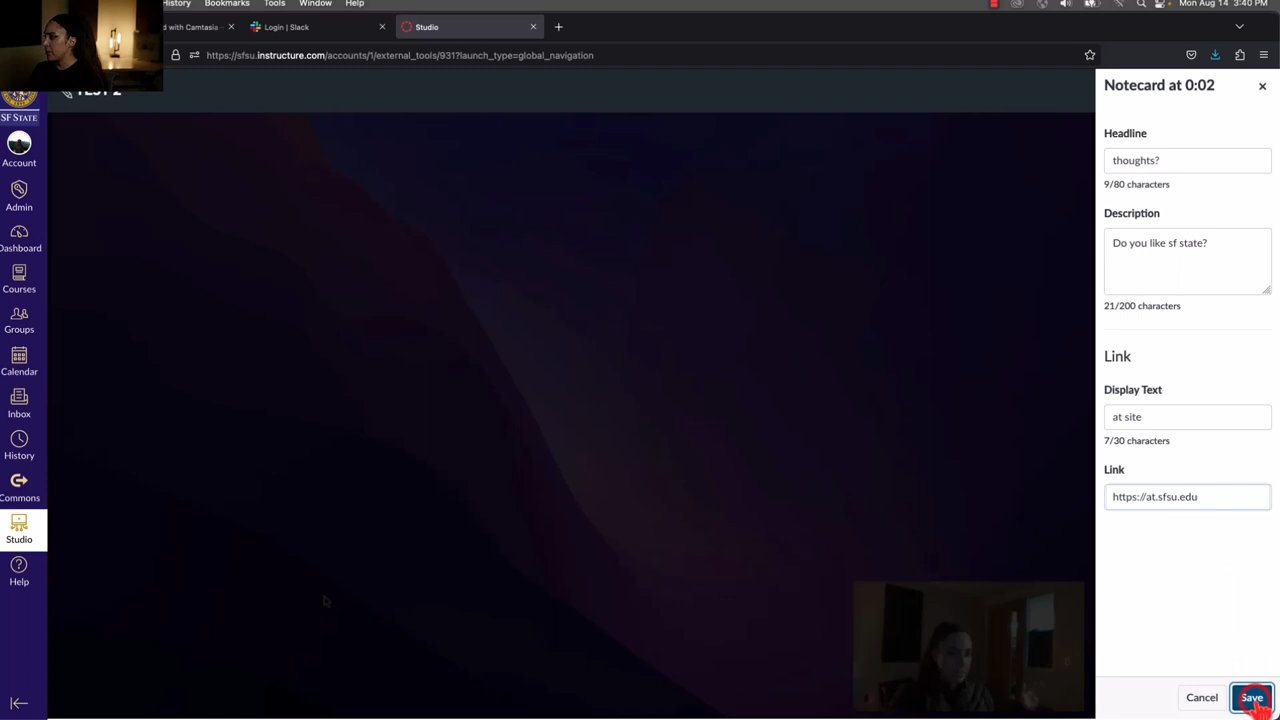 History Bookmarks Tools Window Help Mon Aug 14 3:40 PM
d with Camtasia – Login | Slack Studio
https://sfsu.instructure.com/accounts/1/external_tools/931?launch_type=global_navigation
TEST 2
SF STATE
Account
Admin
Dashboard
Courses
Groups
Calendar
Inbox
History
Commons
Studio
Help
Notecard at 0:02
Headline
thoughts?
9/80 characters
Description
Do you like sf state?
21/200 characters
Link
Display Text
at site
7/30 characters
Link
https://at.sfsu.edu
Cancel Save